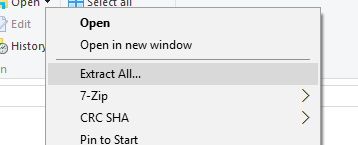 Open
Select all
Edit
History
Open
Open in new window
Extract All...
7-Zip
CRC SHA
Pin to Start